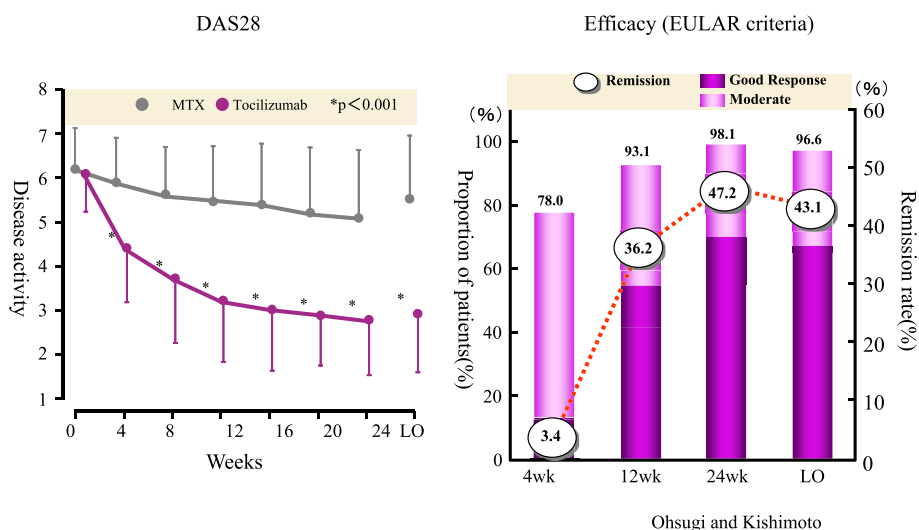 DAS28
Efficacy (EULAR criteria)
8
7
6
5
4
3
2
1
Disease activity
MTX Tocilizumab *p＜0.001
*
*
*
*
*
*
*
0 4 8 12 16 20 24 LO
Weeks
Remission
Good Response
Moderate
(%)
(%)
100
80
60
40
20
0
Proportion of patients(%)
78.0
93.1
98.1
96.6
3.4
36.2
47.2
43.1
60
50
40
30
20
10
0
Remission rate(%)
4wk 12wk 24wk LO
Ohsugi and Kishimoto